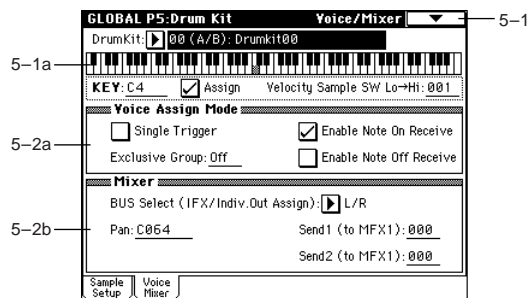 GLOBAL P5:Drum Kit Voice/Mixer
5–1
DrumKit: 00 (A/B): Drumkit00
5–1a
KEY: C4 Assign Velocity Sample SW Lo→Hi: 001
Voice Assign Mode
Single Trigger Enable Note On Receive
5–2a
Exclusive Group: Off Enable Note Off Receive
Mixer
BUS Select (IFX/Indiv.Out Assign): L/R
5–2b
Pan: C064 Send1 (to MFX1): 000
Send2 (to MFX1): 000
Sample Voice
Setup Mixer